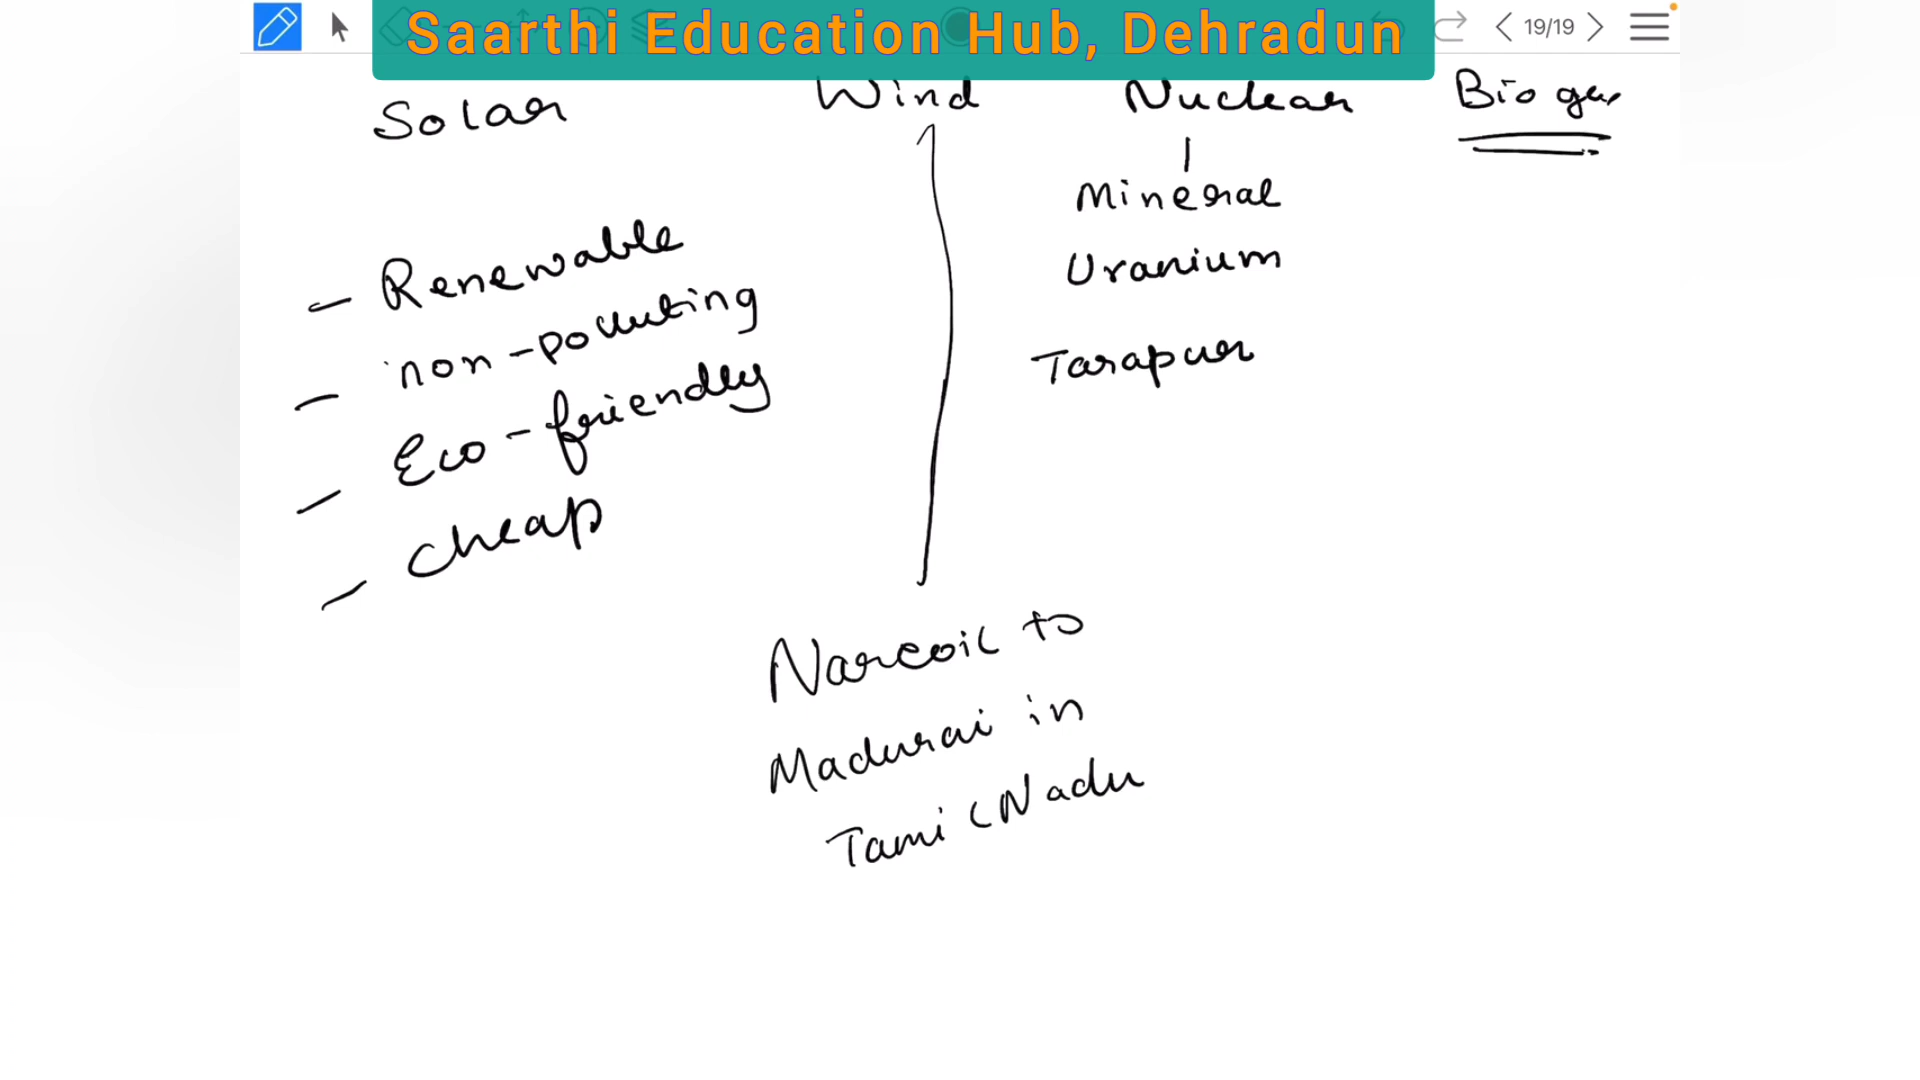 Saarthi Education Hub, Dehradun
19/19
Solar
Wind
Nuclear
Bio gas
Mineral
Uranium
Tarapur
- Renewable
- non-polluting
- Eco-friendly
- cheap
Narcoil to
Madurai in
Tamil Nadu